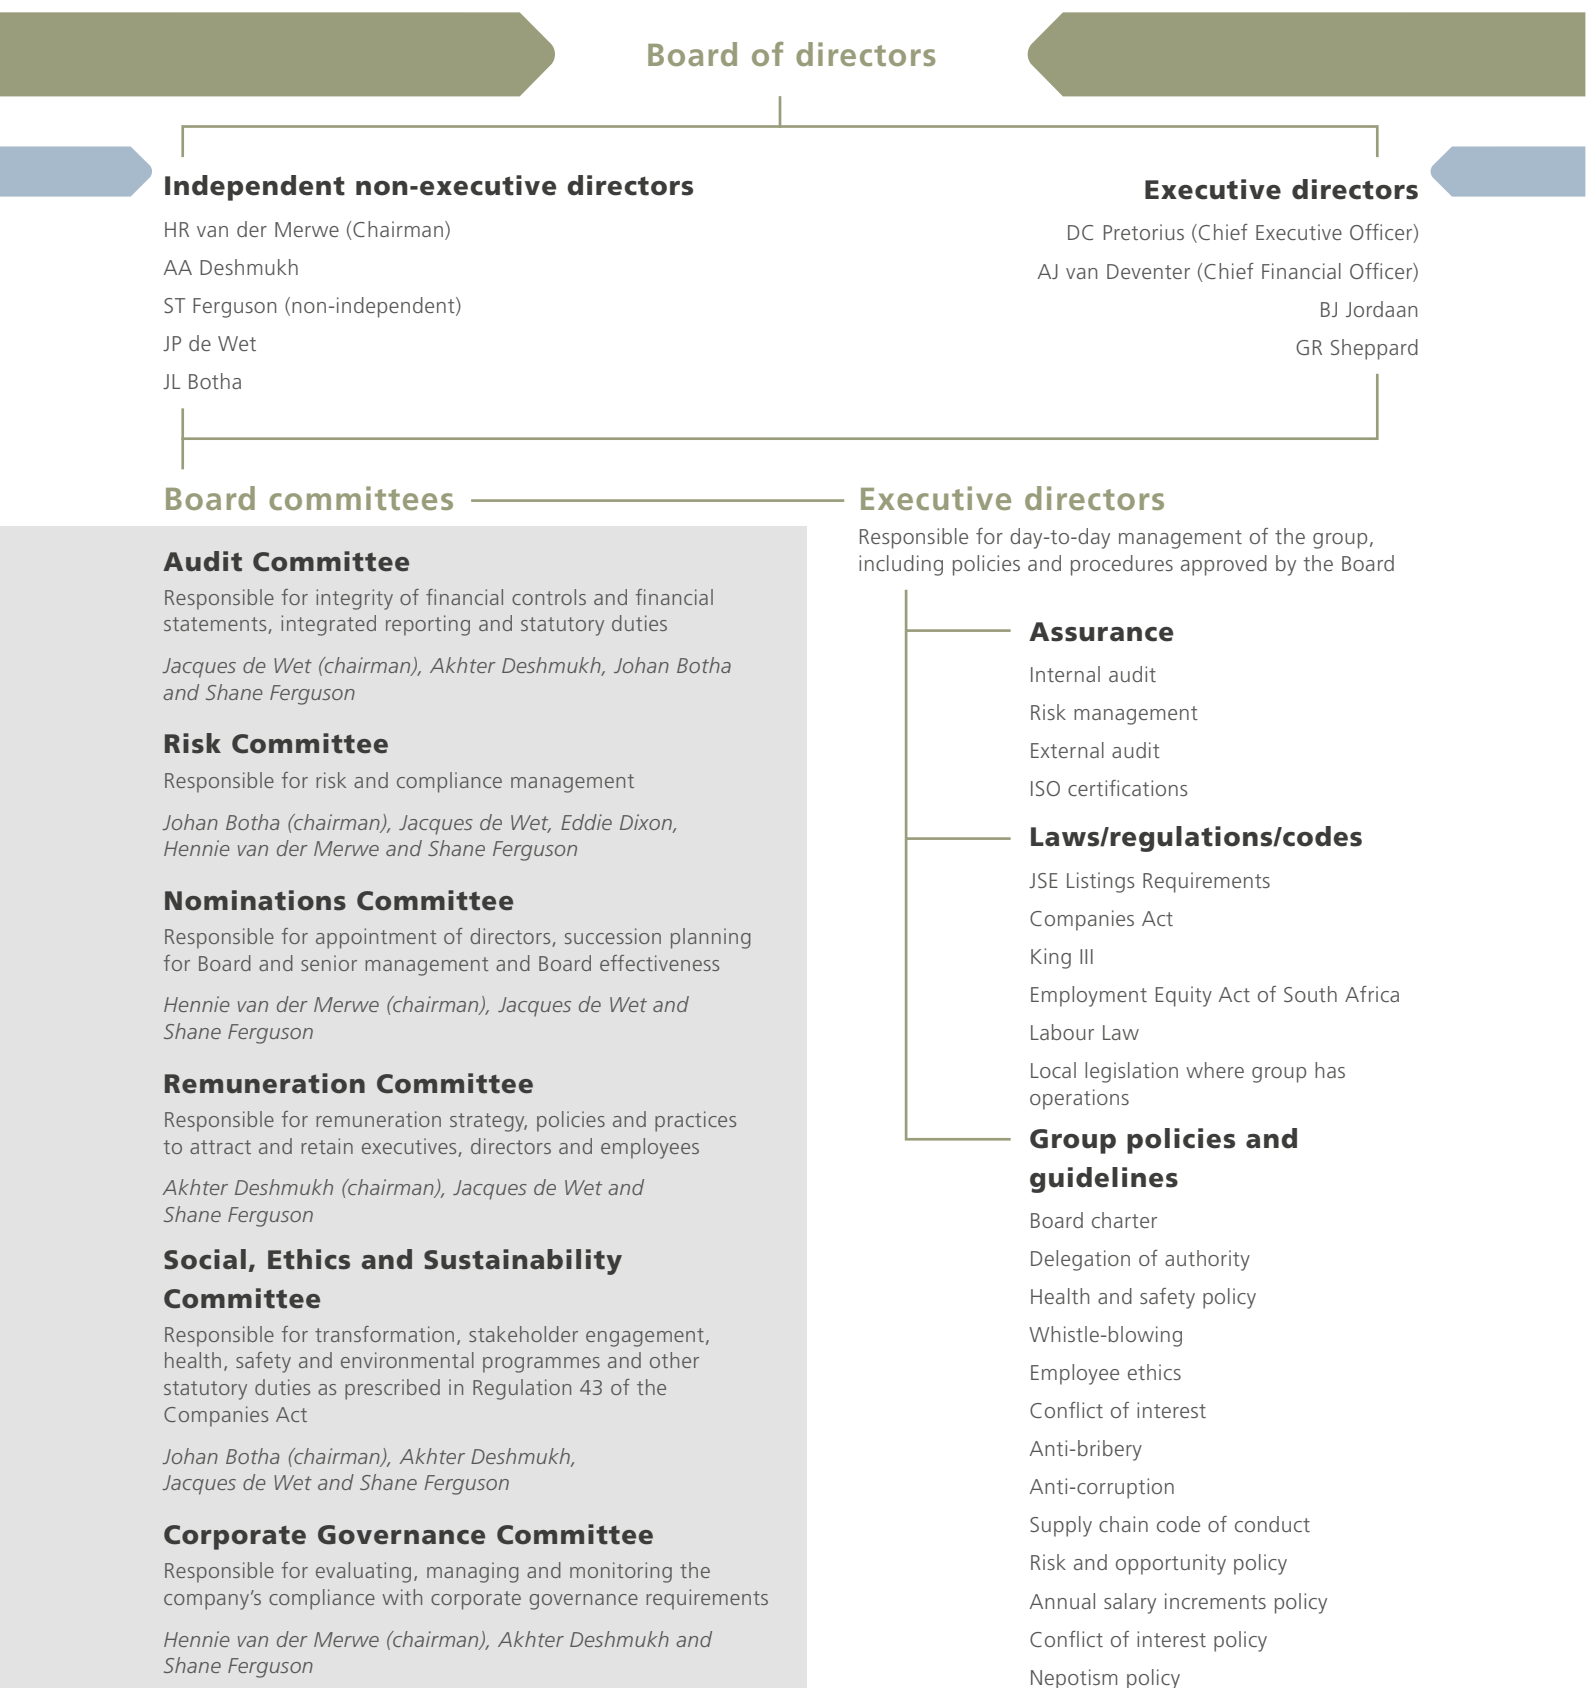 Board of directors
Independent non-executive directors
HR van der Merwe (Chairman)
AA Deshmukh
ST Ferguson (non-independent)
JP de Wet
JL Botha
Executive directors
DC Pretorius (Chief Executive Officer)
AJ van Deventer (Chief Financial Officer)
BJ Jordaan
GR Sheppard
Board committees
Audit Committee
Responsible for integrity of financial controls and financial
statements, integrated reporting and statutory duties
Jacques de Wet (chairman), Akhter Deshmukh, Johan Botha
and Shane Ferguson
Risk Committee
Responsible for risk and compliance management
Johan Botha (chairman), Jacques de Wet, Eddie Dixon,
Hennie van der Merwe and Shane Ferguson
Nominations Committee
Responsible for appointment of directors, succession planning
for Board and senior management and Board effectiveness
Hennie van der Merwe (chairman), Jacques de Wet and
Shane Ferguson
Remuneration Committee
Responsible for remuneration strategy, policies and practices
to attract and retain executives, directors and employees
Akhter Deshmukh (chairman), Jacques de Wet and
Shane Ferguson
Social, Ethics and Sustainability
Committee
Responsible for transformation, stakeholder engagement,
health, safety and environmental programmes and other
statutory duties as prescribed in Regulation 43 of the
Companies Act
Johan Botha (chairman), Akhter Deshmukh,
Jacques de Wet and Shane Ferguson
Corporate Governance Committee
Responsible for evaluating, managing and monitoring the
company's compliance with corporate governance requirements
Hennie van der Merwe (chairman), Akhter Deshmukh and
Shane Ferguson
Executive directors
Responsible for day-to-day management of the group,
including policies and procedures approved by the Board
Assurance
Internal audit
Risk management
External audit
ISO certifications
Laws/regulations/codes
JSE Listings Requirements
Companies Act
King III
Employment Equity Act of South Africa
Labour Law
Local legislation where group has
operations
Group policies and
guidelines
Board charter
Delegation of authority
Health and safety policy
Whistle-blowing
Employee ethics
Conflict of interest
Anti-bribery
Anti-corruption
Supply chain code of conduct
Risk and opportunity policy
Annual salary increments policy
Conflict of interest policy
Nepotism policy